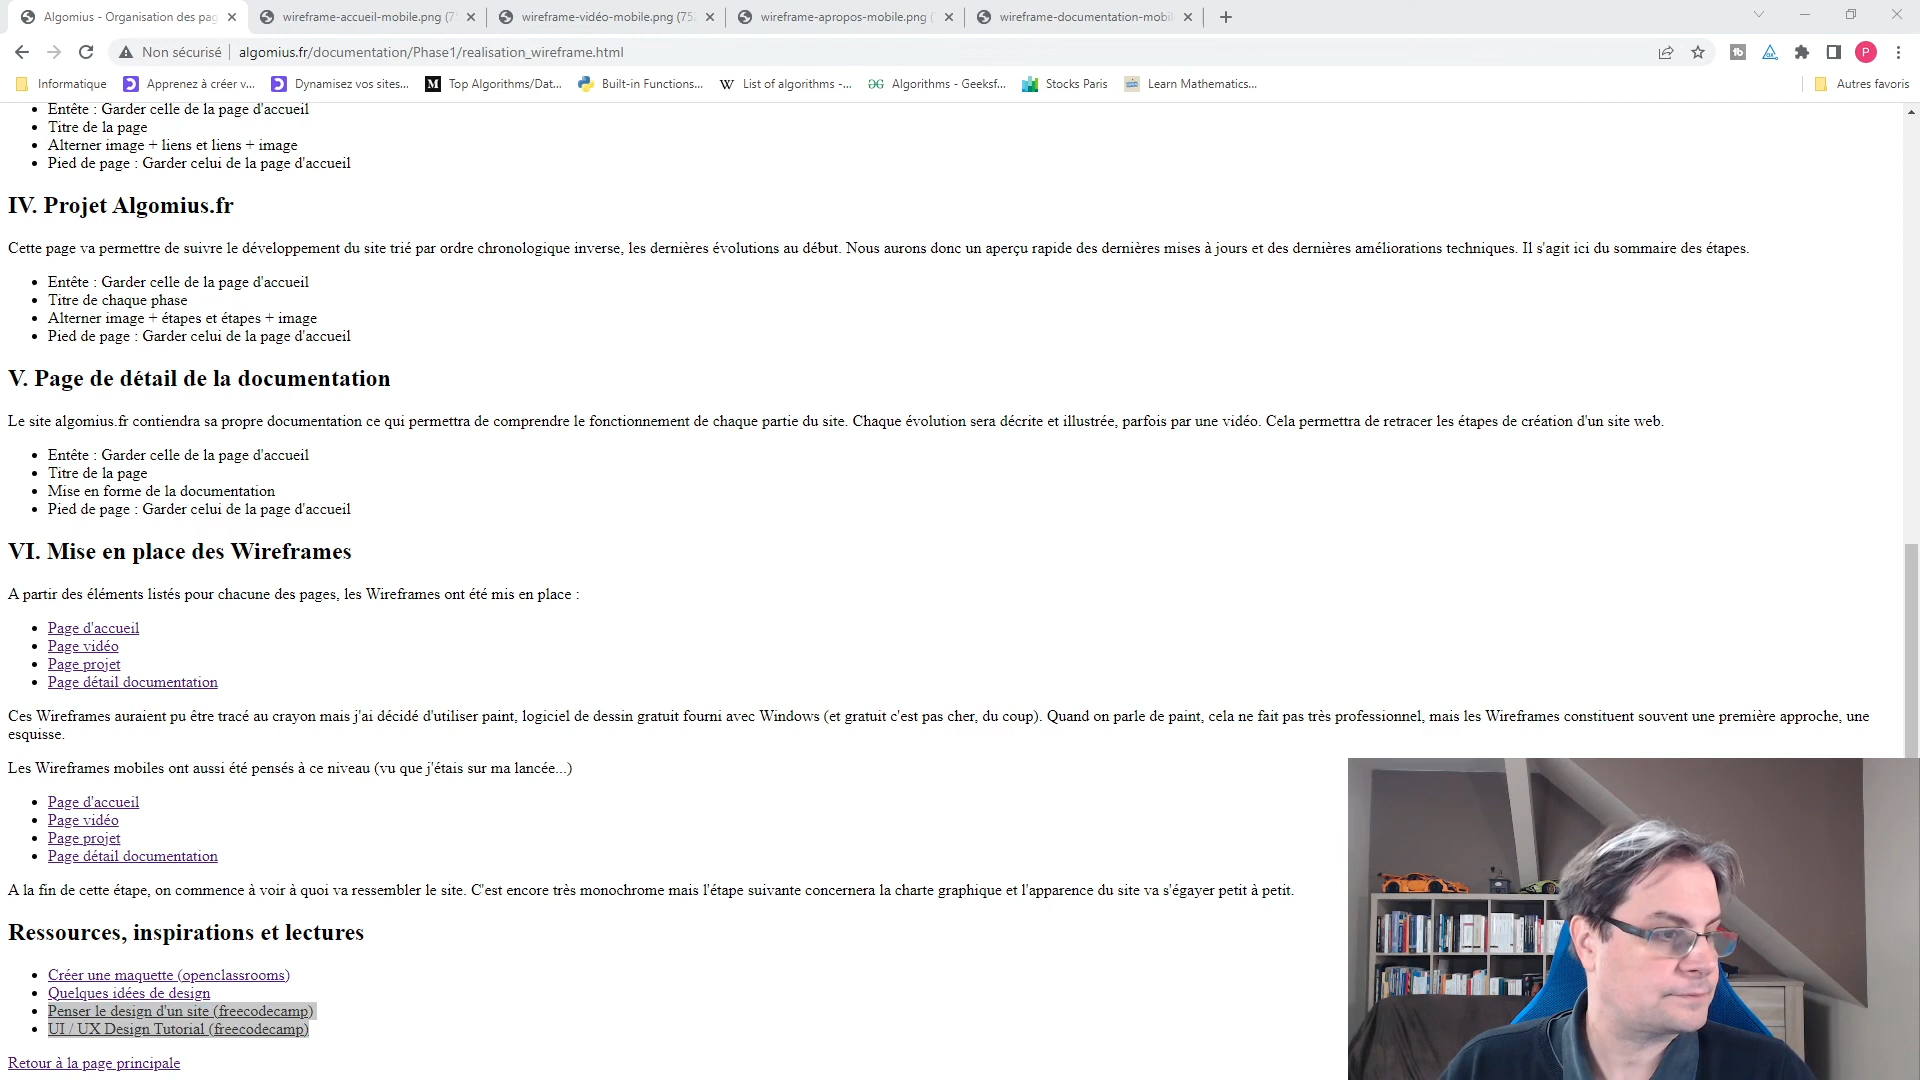 Algomius - Organisation des pag
wireframe-accueil-mobile.png (75
wireframe-vidéo-mobile.png (75
wireframe-apropos-mobile.png (
wireframe-documentation-mobil
Non sécurisé
algomius.fr/documentation/Phase1/realisation_wireframe.html
P
Informatique
Apprenez à créer v...
Dynamisez vos sites...
Top Algorithms/Dat...
Built-in Functions...
List of algorithms -...
Algorithms - Geeksf...
Stocks Paris
Learn Mathematics...
Autres favoris
Entête : Garder celle de la page d'accueil
Titre de la page
Alterner image + liens et liens + image
Pied de page : Garder celui de la page d'accueil
IV. Projet Algomius.fr
Cette page va permettre de suivre le développement du site trié par ordre chronologique inverse, les dernières évolutions au début. Nous aurons donc un aperçu rapide des dernières mises à jours et des dernières améliorations techniques. Il s'agit ici du sommaire des étapes.
Entête : Garder celle de la page d'accueil
Titre de chaque phase
Alterner image + étapes et étapes + image
Pied de page : Garder celui de la page d'accueil
V. Page de détail de la documentation
Le site algomius.fr contiendra sa propre documentation ce qui permettra de comprendre le fonctionnement de chaque partie du site. Chaque évolution sera décrite et illustrée, parfois par une vidéo. Cela permettra de retracer les étapes de création d'un site web.
Entête : Garder celle de la page d'accueil
Titre de la page
Mise en forme de la documentation
Pied de page : Garder celui de la page d'accueil
VI. Mise en place des Wireframes
A partir des éléments listés pour chacune des pages, les Wireframes ont été mis en place :
Page d'accueil
Page vidéo
Page projet
Page détail documentation
Ces Wireframes auraient pu être tracé au crayon mais j'ai décidé d'utiliser paint, logiciel de dessin gratuit fourni avec Windows (et gratuit c'est pas cher, du coup). Quand on parle de paint, cela ne fait pas très professionnel, mais les Wireframes constituent souvent une première approche, une
esquisse.
Les Wireframes mobiles ont aussi été pensés à ce niveau (vu que j'étais sur ma lancée...)
Page d'accueil
Page vidéo
Page projet
Page détail documentation
A la fin de cette étape, on commence à voir à quoi va ressembler le site. C'est encore très monochrome mais l'étape suivante concernera la charte graphique et l'apparence du site va s'égayer petit à petit.
Ressources, inspirations et lectures
Créer une maquette (openclassrooms)
Quelques idées de design
Penser le design d'un site (freecodecamp)
UI / UX Design Tutorial (freecodecamp)
Retour à la page principale